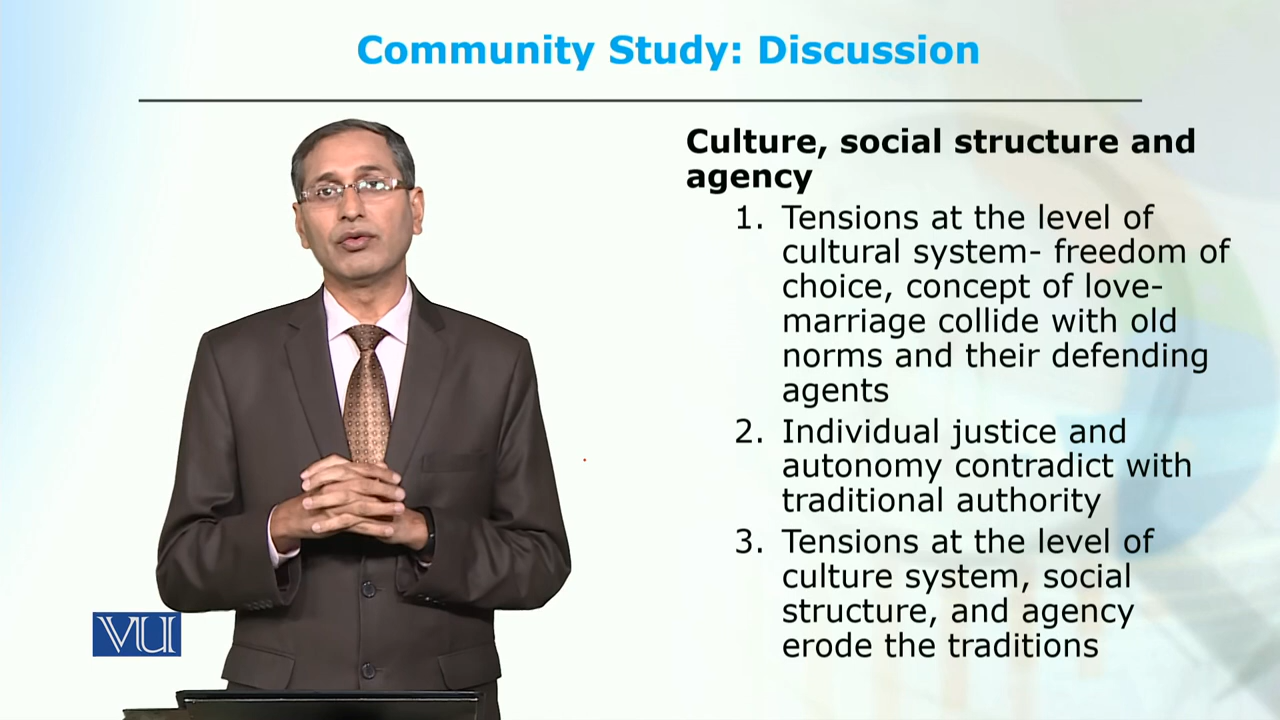 Community Study: Discussion
Culture, social structure and
agency
1. Tensions at the level of
cultural system- freedom of
choice, concept of love-
marriage collide with old
norms and their defending
agents
2. Individual justice and
autonomy contradict with
traditional authority
3. Tensions at the level of
culture system, social
structure, and agency
erode the traditions
VU